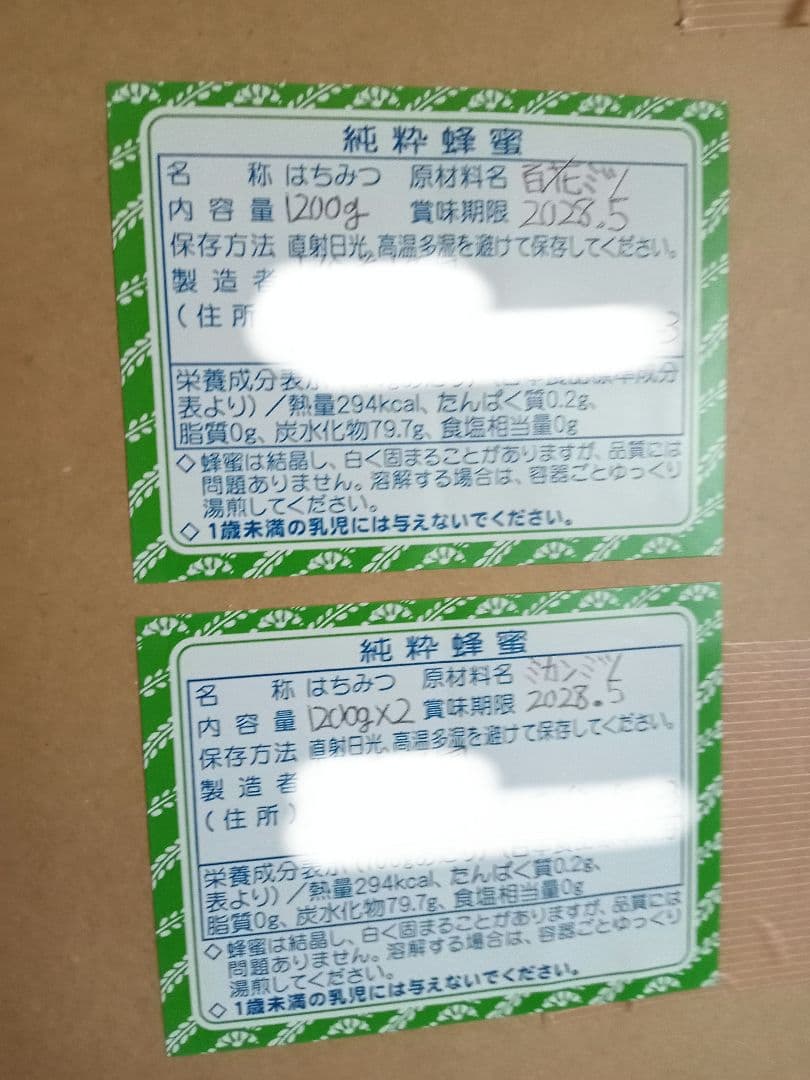 純粋蜂蜜
名称 はちみつ 原材料名 百花ミツ
内容量 1200g 賞味期限 2028.5
保存方法 直射日光、高温多湿を避けて保存してください。
製造者
(住所
栄養成分表示
表より)/熱量294kcal、たんぱく質0.2g、
脂質0g、炭水化物79.7g、食塩相当量0g
◇蜂蜜は結晶し、白く固まることがありますが、品質には
問題ありません。溶解する場合は、容器ごとゆっくり
湯煎してください。
◇1歳未満の乳児には与えないでください。
純粋蜂蜜
名称 はちみつ 原材料名 ミカンミツ
内容量 1200g×2 賞味期限 2028.5
保存方法 直射日光、高温多湿を避けて保存してください。
製造者
(住所)
栄養成分表示
表より)/熱量294kcal、たんぱく質0.2g、
脂質0g、炭水化物79.7g、食塩相当量0g
◇蜂蜜は結晶し、白く固まることがありますが、品質には
問題ありません。溶解する場合は、容器ごとゆっくり
湯煎してください。
◇1歳未満の乳児には与えないでください。